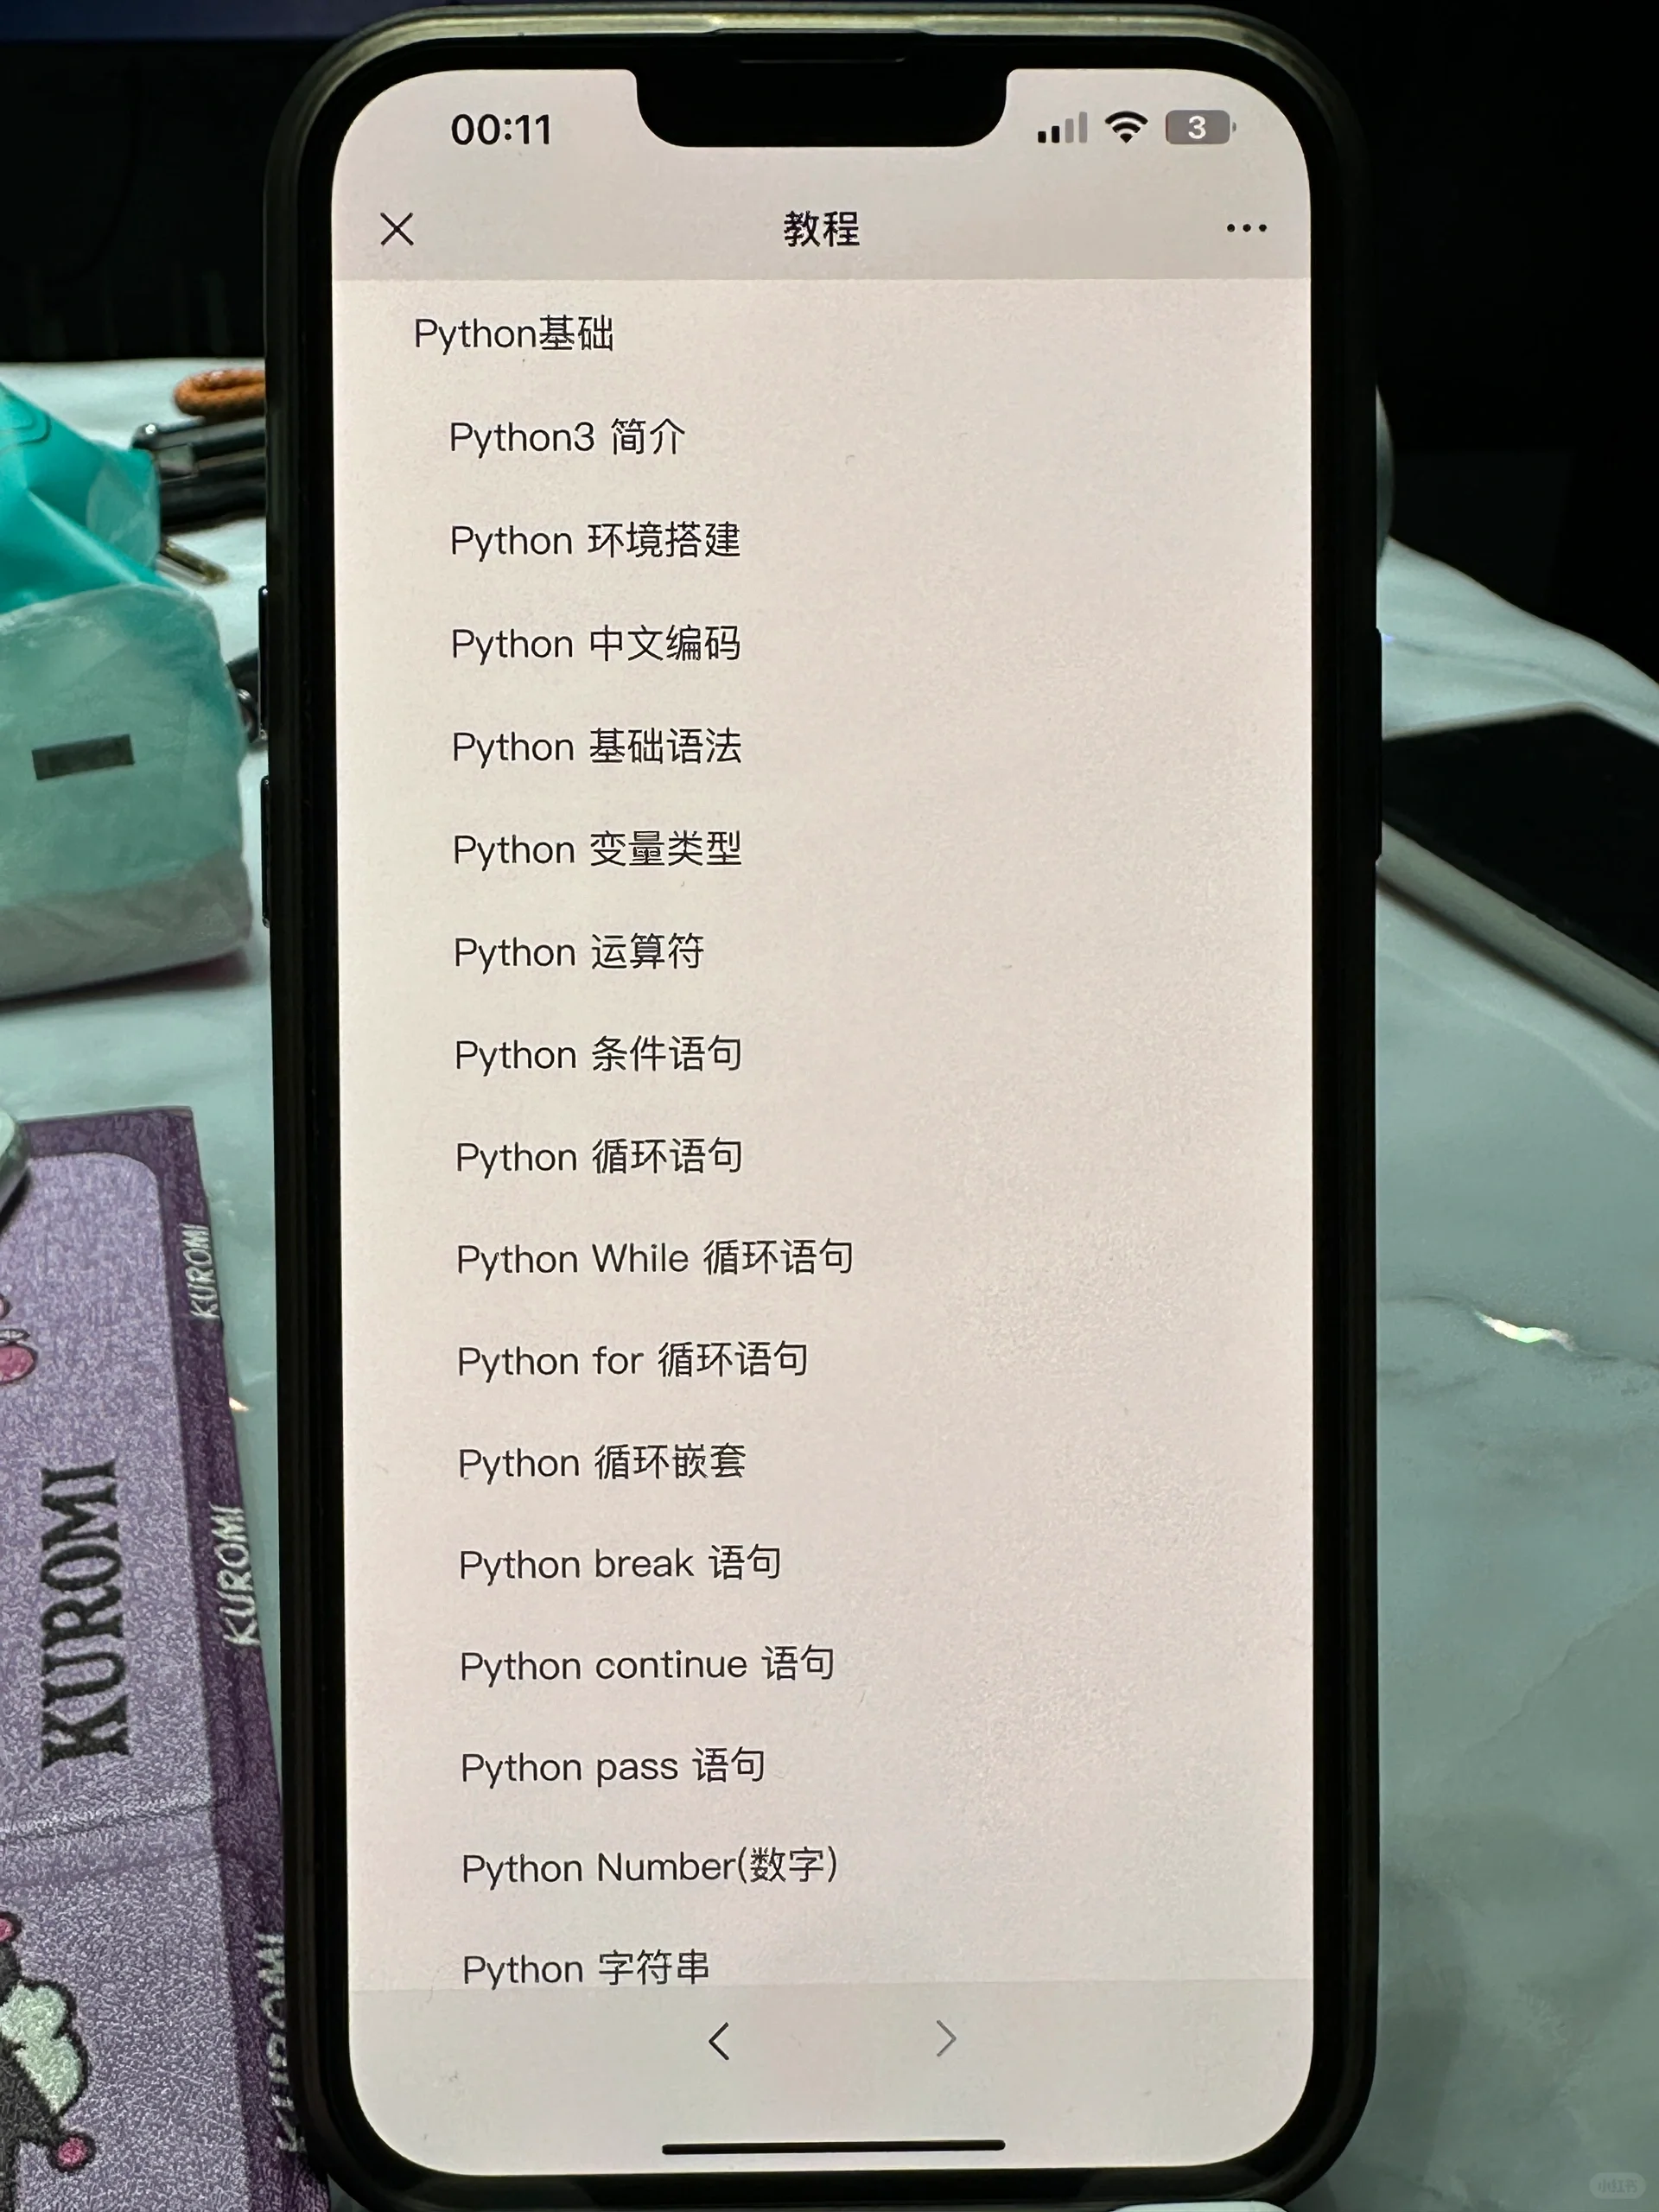 00:11
3
教程
Python基础
Python3 简介
Python 环境搭建
Python 中文编码
Python 基础语法
Python 变量类型
Python 运算符
Python 条件语句
Python 循环语句
Python While 循环语句
Python for 循环语句
Python 循环嵌套
Python break 语句
Python continue 语句
Python pass 语句
Python Number(数字)
Python 字符串
KUROMI
KUROMI
KUROMI
KUROMI
小红书